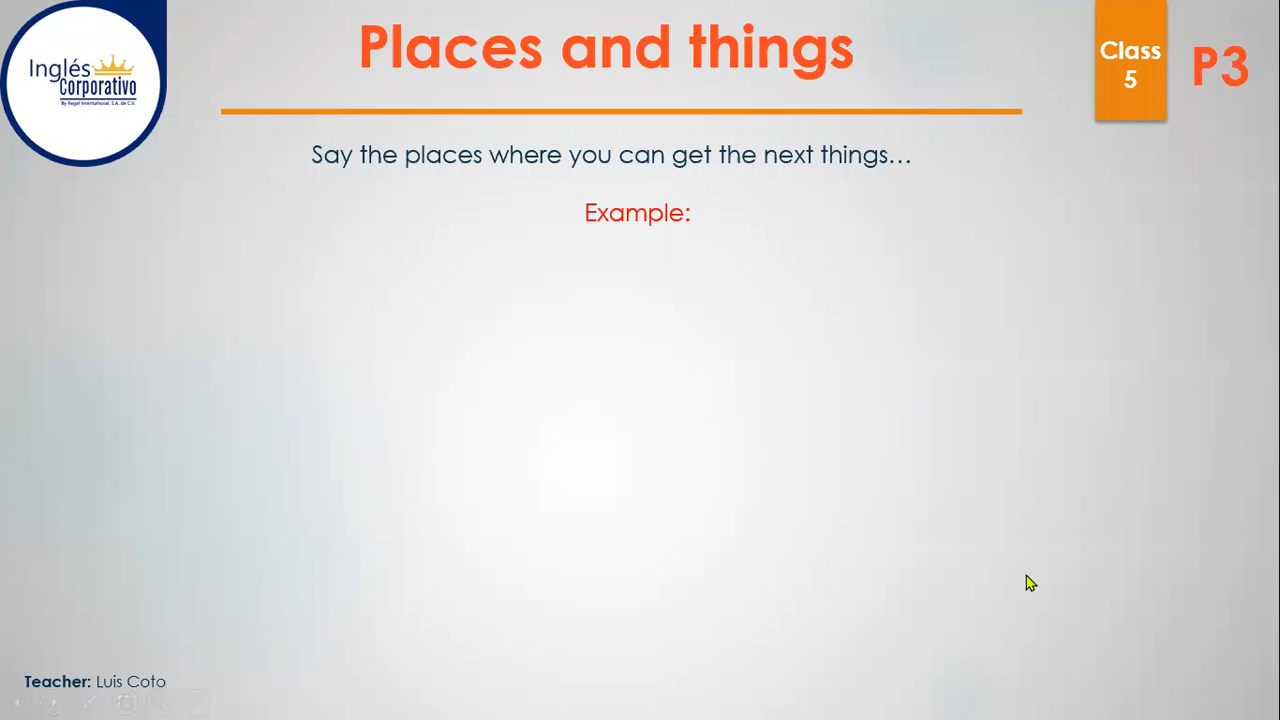 Inglés
Corporativo
By Regal International, S.A. de C.V.
Places and things
Class
5
P3
Say the places where you can get the next things…
Example:
Teacher: Luis Coto